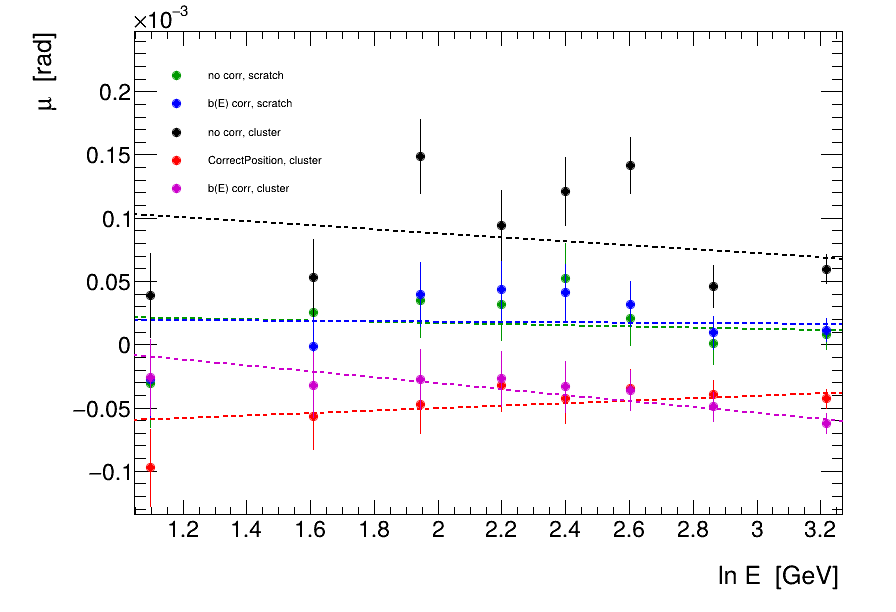 ×10⁻³
μ [rad]
no corr, scratch
b(E) corr, scratch
no corr, cluster
CorrectPosition, cluster
b(E) corr, cluster
0.2
0.15
0.1
0.05
0
−0.05
−0.1
1.2 1.4 1.6 1.8 2 2.2 2.4 2.6 2.8 3 3.2
ln E [GeV]